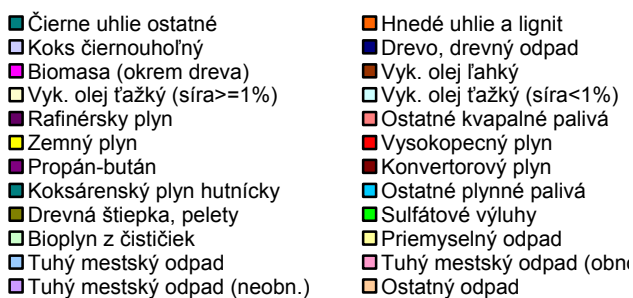 Čierne uhlie ostatné Hnedé uhlie a lignit
Koks čiernouhoľný Drevo, drevný odpad
Biomasa (okrem dreva) Vyk. olej ľahký
Vyk. olej ťažký (síra>=1%) Vyk. olej ťažký (síra<1%)
Rafinérsky plyn Ostatné kvapalné palivá
Zemný plyn Vysokopecný plyn
Propán-bután Konvertorový plyn
Koksárenský plyn hutnícky Ostatné plynné palivá
Drevná štiepka, pelety Sulfátové výluhy
Bioplyn z čističiek Priemyselný odpad
Tuhý mestský odpad Tuhý mestský odpad (obno
Tuhý mestský odpad (neobn.) Ostatný odpad